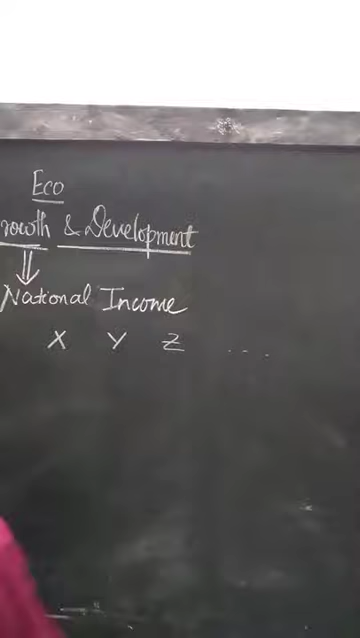 Eco
rowth & Development
National Income
X Y Z ....